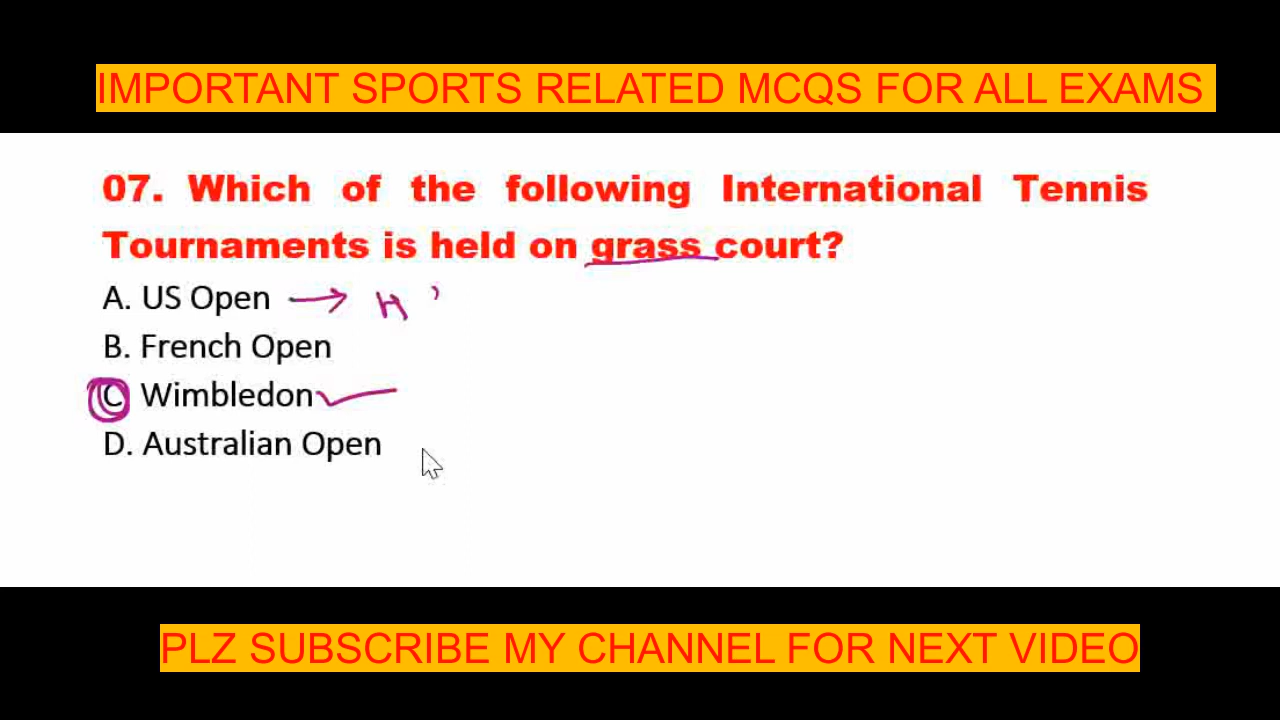 IMPORTANT SPORTS RELATED MCQS FOR ALL EXAMS
07. Which of the following International Tennis
Tournaments is held on grass court?
A. US Open → H
B. French Open
C Wimbledon
D. Australian Open
PLZ SUBSCRIBE MY CHANNEL FOR NEXT VIDEO